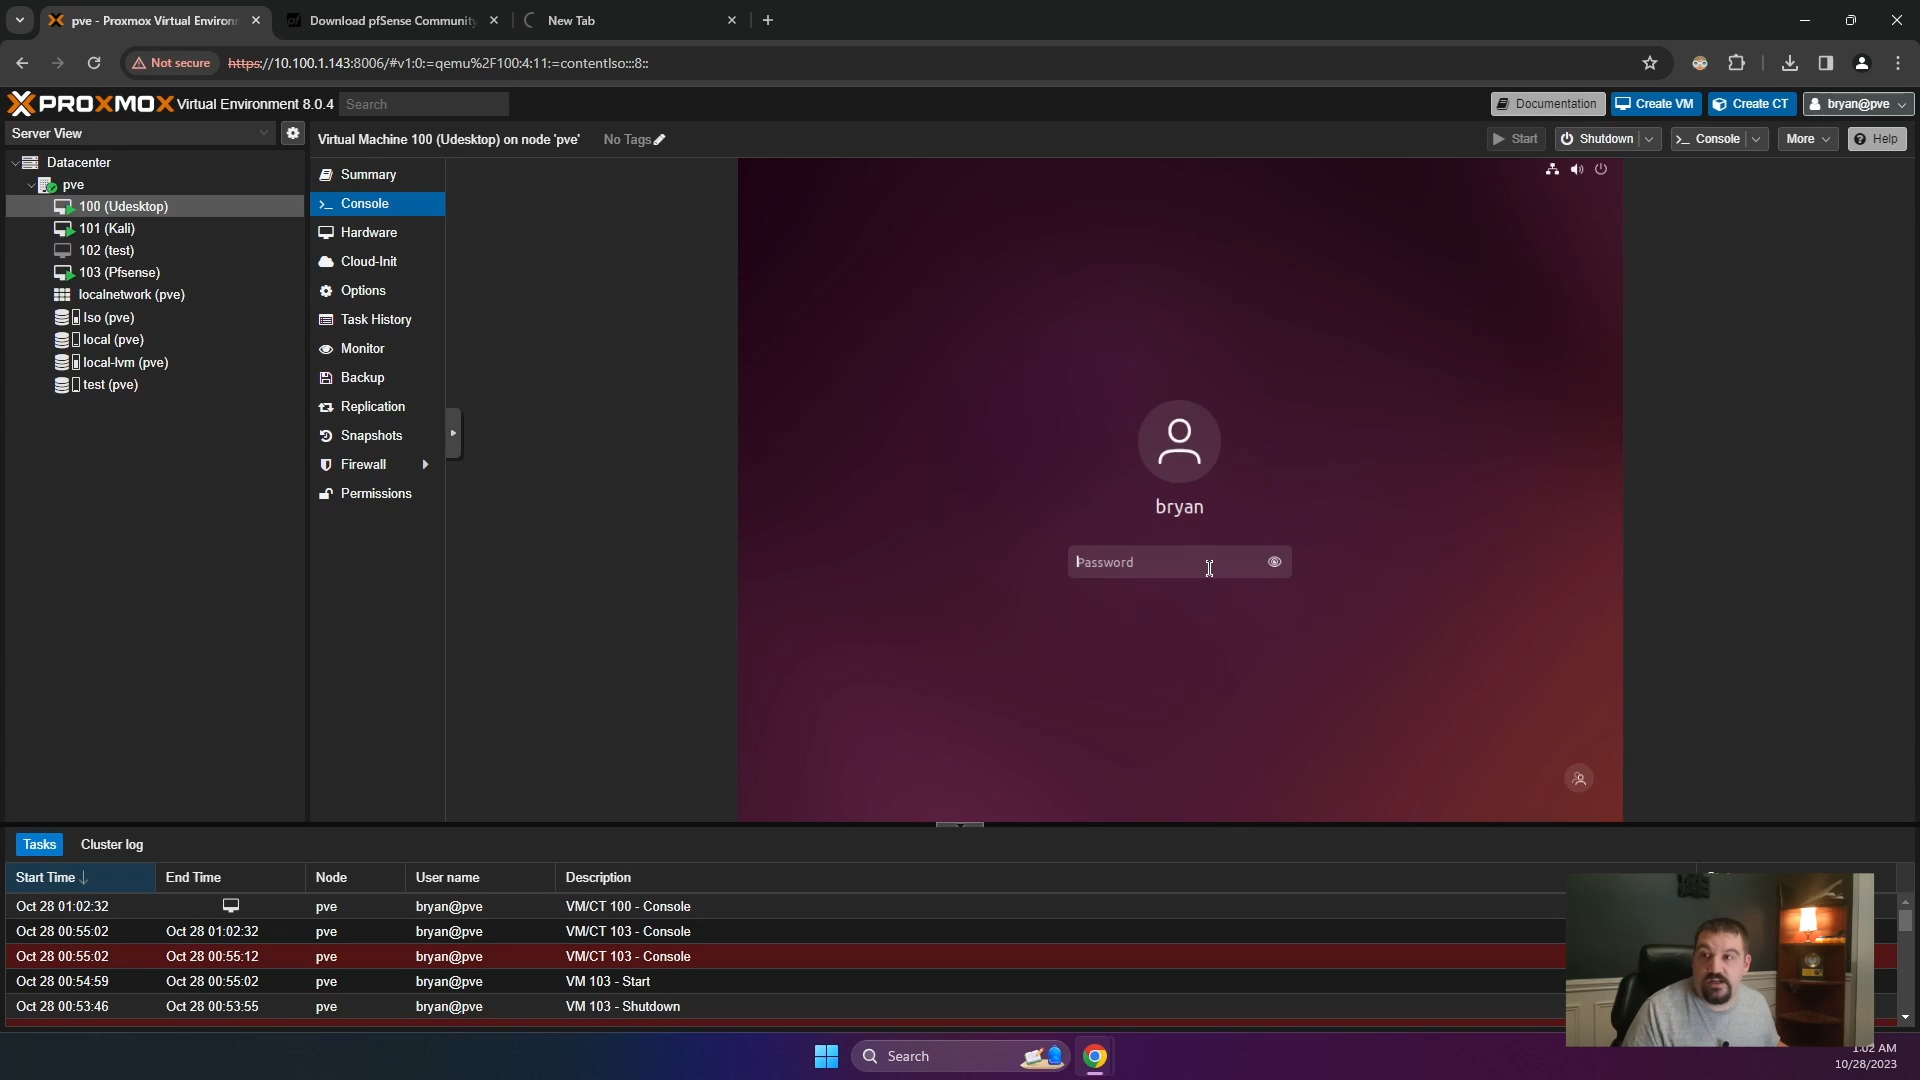 pve - Proxmox Virtual Environ
Download pfSense Communit
New Tab
Not secure
https://10.100.1.143:8006/#v1:0:=qemu%2F100:4:11:=contentIso:::8::
PROXMOX Virtual Environment 8.0.4
Search
Documentation
Create VM
Create CT
bryan@pve
Server View
Virtual Machine 100 (Udesktop) on node 'pve'
No Tags
Start
Shutdown
Console
More
Help
Datacenter
pve
100 (Udesktop)
101 (Kali)
102 (test)
103 (Pfsense)
localnetwork (pve)
Iso (pve)
local (pve)
local-lvm (pve)
test (pve)
Summary
Console
Hardware
Cloud-Init
Options
Task History
Monitor
Backup
Replication
Snapshots
Firewall
Permissions
bryan
Password
Tasks
Cluster log
Start Time End Time Node User name Description
Oct 28 01:02:32 pve bryan@pve VM/CT 100 - Console
Oct 28 00:55:02 Oct 28 01:02:32 pve bryan@pve VM/CT 103 - Console
Oct 28 00:55:02 Oct 28 00:55:12 pve bryan@pve VM/CT 103 - Console
Oct 28 00:54:59 Oct 28 00:55:02 pve bryan@pve VM 103 - Start
Oct 28 00:53:46 Oct 28 00:53:55 pve bryan@pve VM 103 - Shutdown
Search
1:02 AM
10/28/2023